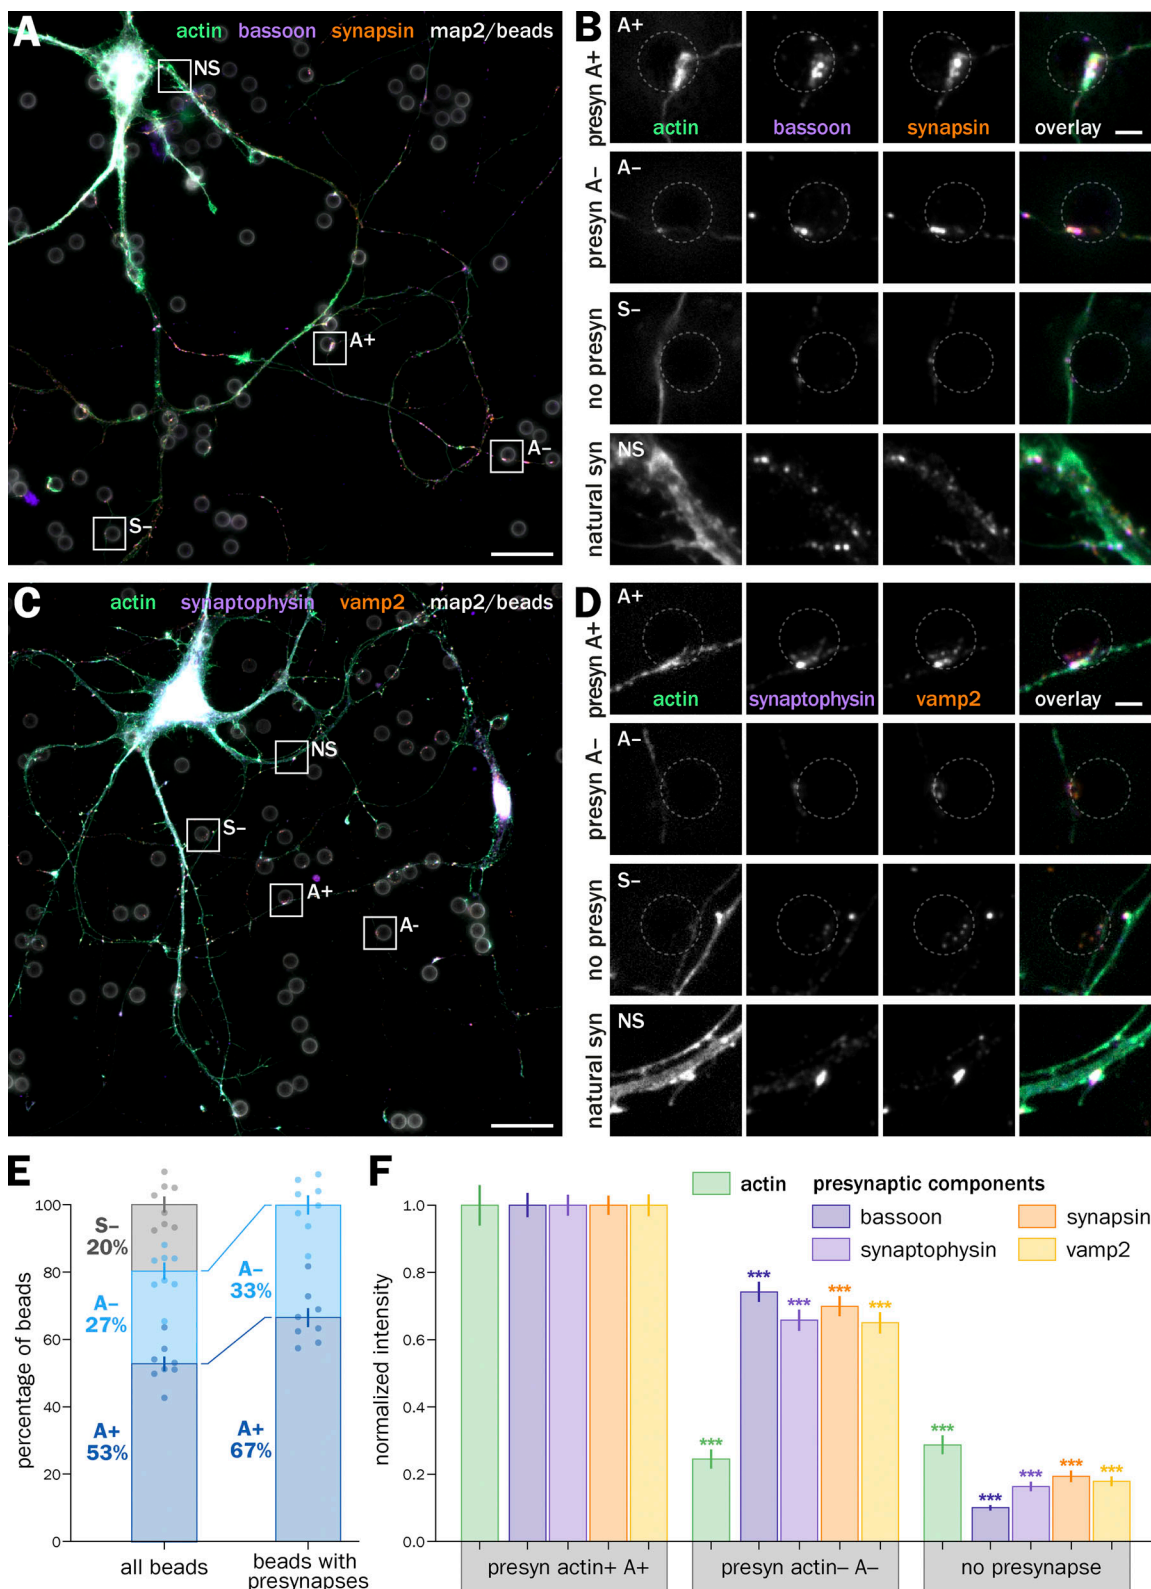 A
actin bassoon synapsin map2/beads
NS
A+
A–
S–
B
presyn A+
A+
actin
bassoon
synapsin
overlay
presyn A–
A–
no presyn
S–
natural syn
NS
C
actin synaptophysin vamp2 map2/beads
NS
S–
A+
A-
D
presyn A+
A+
actin
synaptophysin
vamp2
overlay
presyn A–
A–
no presyn
S–
natural syn
NS
E
percentage of beads
100
80
60
40
20
0
S–
20%
A–
27%
A+
53%
A–
33%
A+
67%
all beads
beads with
presynapses
F
normalized intensity
1.0
0.8
0.6
0.4
0.2
0.0
actin
presynaptic components
bassoon
synapsin
synaptophysin
vamp2
*** *** *** *** ***
*** *** *** *** ***
presyn actin+ A+
presyn actin– A–
no presynapse